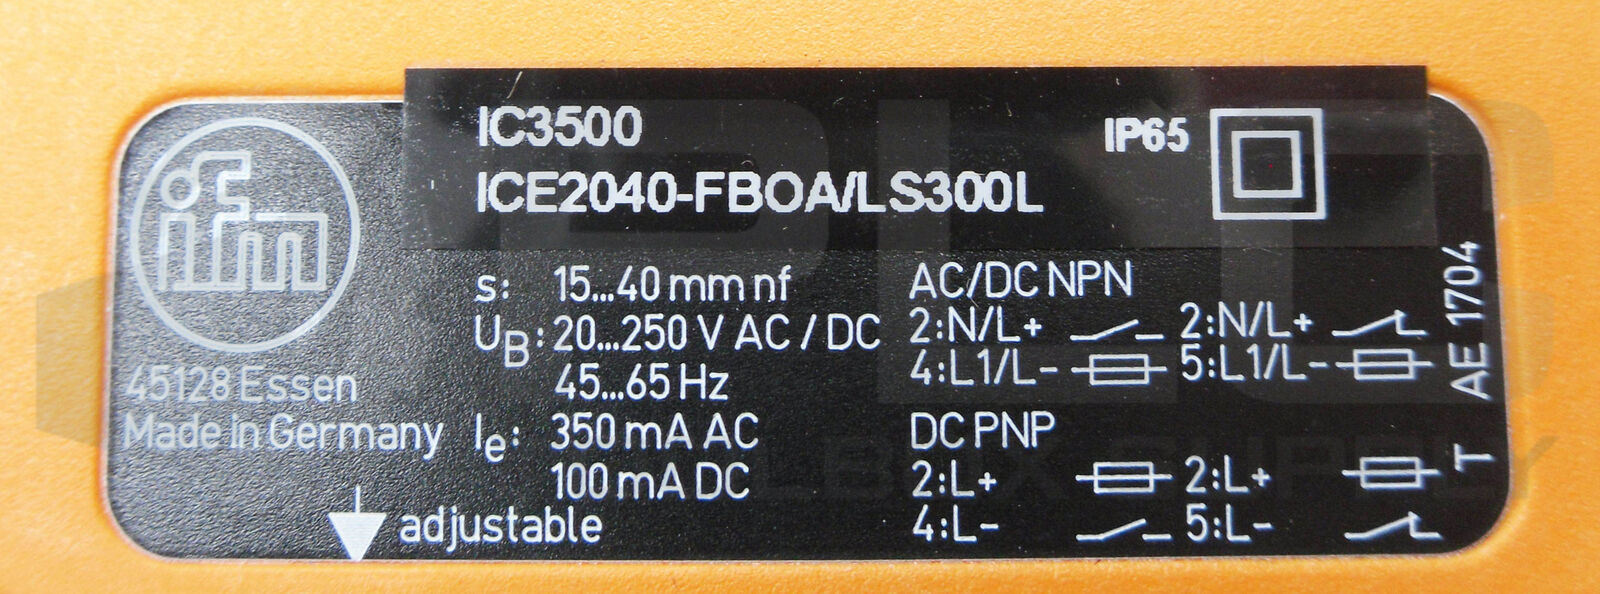 ifm
45128 Essen
Made in Germany
adjustable
IC3500
ICE2040-FBOA/LS300L
IP65
s: 15...40 mm nf
UB: 20...250 V AC / DC
45...65 Hz
Ie: 350 mA AC
100 mA DC
AC/DC NPN
2:N/L+ 2:N/L+
4:L1/L- 5:L1/L-
DC PNP
2:L+ 2:L+
4:L- 5:L-
T AE 1704
PLC
SUPPLY